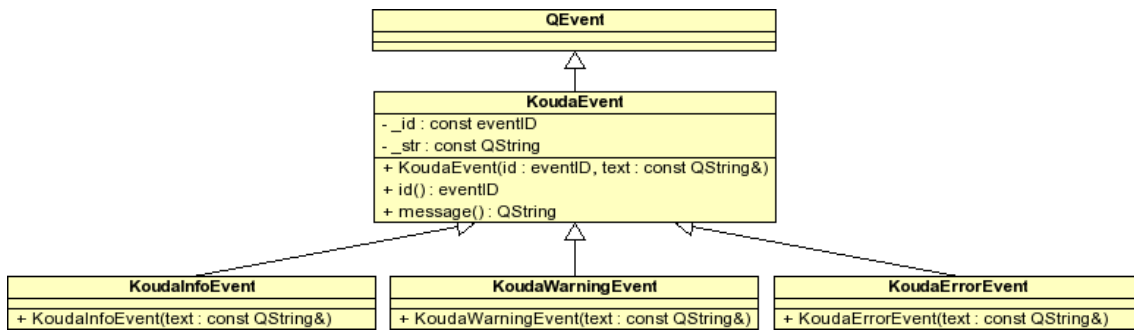 QEvent
KoudaEvent
- _id : const eventID
- _str : const QString
+ KoudaEvent(id : eventID, text : const QString&)
+ id() : eventID
+ message() : QString
KoudaInfoEvent
+ KoudaInfoEvent(text : const QString&)
KoudaWarningEvent
+ KoudaWarningEvent(text : const QString&)
KoudaErrorEvent
+ KoudaErrorEvent(text : const QString&)